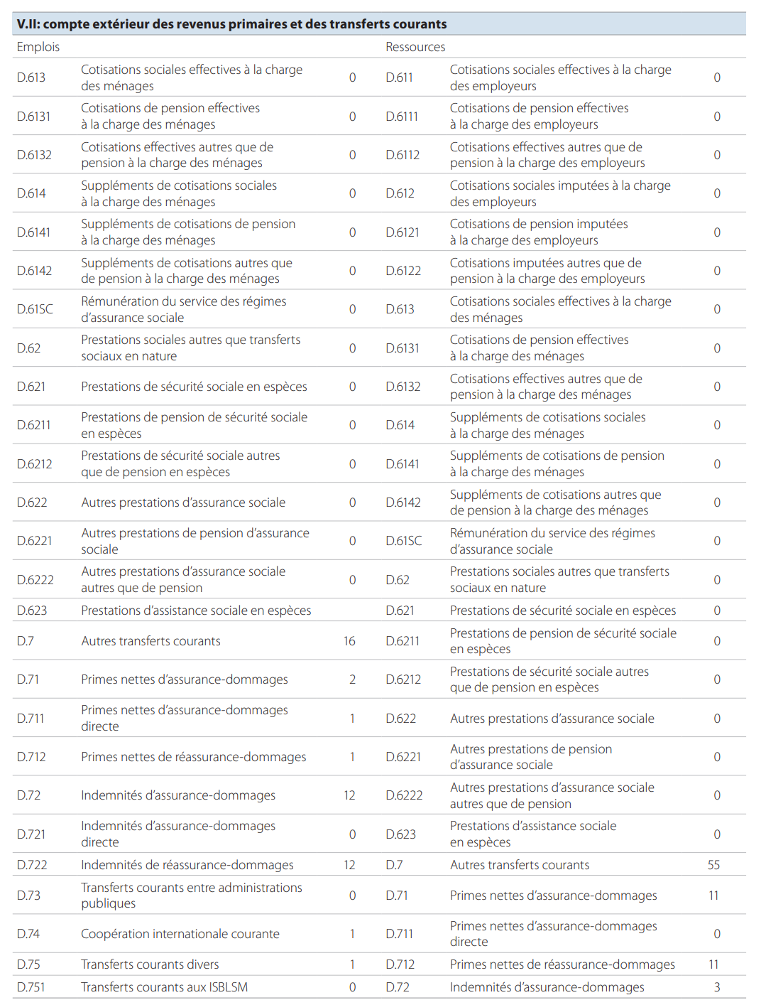 V.II: compte extérieur des revenus primaires et des transferts courants
Emplois Ressources
D.613 Cotisations sociales effectives à la charge des ménages 0 D.611 Cotisations sociales effectives à la charge des employeurs 0
D.6131 Cotisations de pension effectives à la charge des ménages 0 D.6111 Cotisations de pension effectives à la charge des employeurs 0
D.6132 Cotisations effectives autres que de pension à la charge des ménages 0 D.6112 Cotisations effectives autres que de pension à la charge des employeurs 0
D.614 Suppléments de cotisations sociales à la charge des ménages 0 D.612 Cotisations sociales imputées à la charge des employeurs 0
D.6141 Suppléments de cotisations de pension à la charge des ménages 0 D.6121 Cotisations de pension imputées à la charge des employeurs 0
D.6142 Suppléments de cotisations autres que de pension à la charge des ménages 0 D.6122 Cotisations imputées autres que de pension à la charge des employeurs 0
D.61SC Rémunération du service des régimes d’assurance sociale 0 D.613 Cotisations sociales effectives à la charge des ménages 0
D.62 Prestations sociales autres que transferts sociaux en nature 0 D.6131 Cotisations de pension effectives à la charge des ménages 0
D.621 Prestations de sécurité sociale en espèces 0 D.6132 Cotisations effectives autres que de pension à la charge des ménages 0
D.6211 Prestations de pension de sécurité sociale en espèces 0 D.614 Suppléments de cotisations sociales à la charge des ménages 0
D.6212 Prestations de sécurité sociale autres que de pension en espèces 0 D.6141 Suppléments de cotisations de pension à la charge des ménages 0
D.622 Autres prestations d’assurance sociale 0 D.6142 Suppléments de cotisations autres que de pension à la charge des ménages 0
D.6221 Autres prestations de pension d’assurance sociale 0 D.61SC Rémunération du service des régimes d’assurance sociale 0
D.6222 Autres prestations d’assurance sociale autres que de pension 0 D.62 Prestations sociales autres que transferts sociaux en nature 0
D.623 Prestations d’assistance sociale en espèces D.621 Prestations de sécurité sociale en espèces 0
D.7 Autres transferts courants 16 D.6211 Prestations de pension de sécurité sociale en espèces 0
D.71 Primes nettes d’assurance-dommages 2 D.6212 Prestations de sécurité sociale autres que de pension en espèces 0
D.711 Primes nettes d’assurance-dommages directe 1 D.622 Autres prestations d’assurance sociale 0
D.712 Primes nettes de réassurance-dommages 1 D.6221 Autres prestations de pension d’assurance sociale 0
D.72 Indemnités d’assurance-dommages 12 D.6222 Autres prestations d’assurance sociale autres que de pension 0
D.721 Indemnités d’assurance-dommages directe 0 D.623 Prestations d’assistance sociale en espèces 0
D.722 Indemnités de réassurance-dommages 12 D.7 Autres transferts courants 55
D.73 Transferts courants entre administrations publiques 0 D.71 Primes nettes d’assurance-dommages 11
D.74 Coopération internationale courante 1 D.711 Primes nettes d’assurance-dommages directe 0
D.75 Transferts courants divers 1 D.712 Primes nettes de réassurance-dommages 11
D.751 Transferts courants aux ISBLSM 0 D.72 Indemnités d’assurance-dommages 3